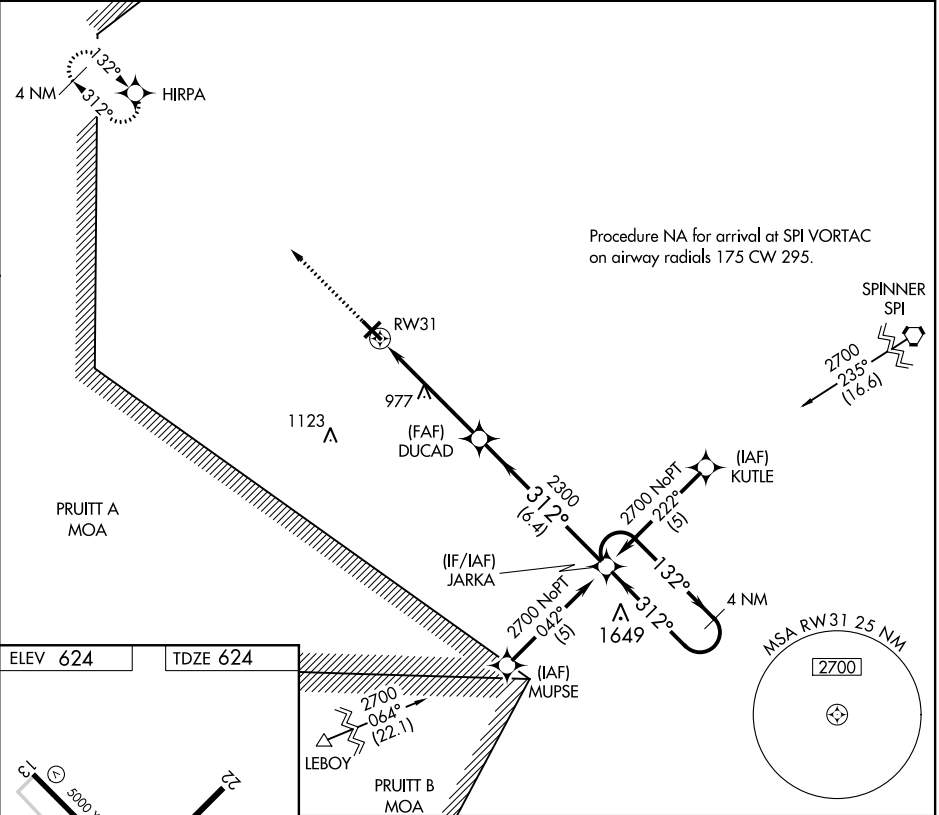 132°
4 NM
312°
HIRPA
Procedure NA for arrival at SPI VORTAC
on airway radials 175 CW 295.
SPINNER
SPI
2700
235°
(16.6)
RW31
977
1123
(FAF)
DUCAD
2300
312°
(6.4)
2700 NoPT
222°
(5)
(IAF)
KUTLE
PRUITT A
MOA
(IF/IAF)
JARKA
132°
312°
4 NM
1649
2700 NoPT
042°
(5)
(IAF)
MUPSE
MSA RW31 25 NM
2700
ELEV 624
TDZE 624
2700
064°
(22.1)
LEBOY
PRUITT B
MOA
13
V
5000
22